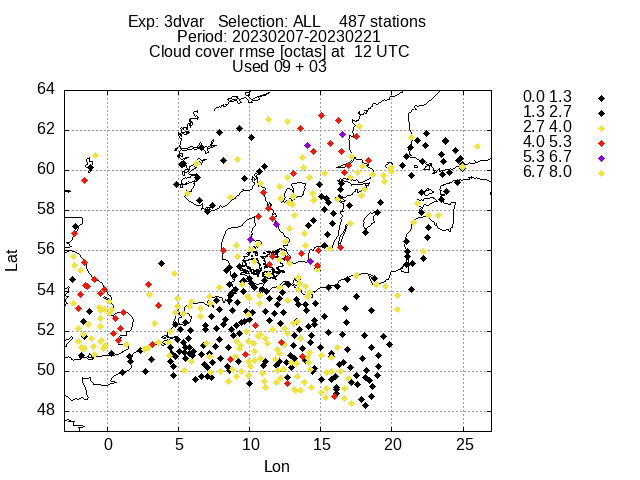 Exp: 3dvar   Selection: ALL    487 stations
Period: 20230207-20230221
Cloud cover rmse [octas] at  12 UTC
Used 09 + 03
0.0 1.3
1.3 2.7
2.7 4.0
4.0 5.3
5.3 6.7
6.7 8.0
64
62
60
58
56
54
52
50
48
Lat
0 5 10 15 20 25
Lon